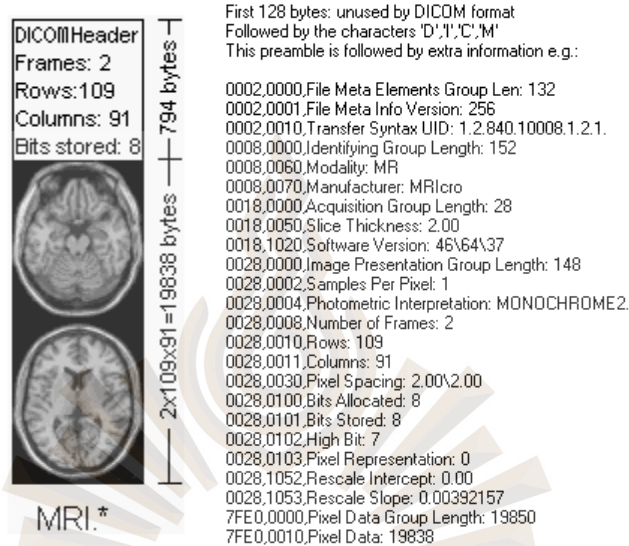 DICOMHeader
Frames: 2
Rows:109
Columns: 91
Bits stored: 8
794 bytes
2x109x91=19838 bytes
MRI.*
First 128 bytes: unused by DICOM format
Followed by the characters 'D','I','C','M'
This preamble is followed by extra information e.g.:
0002,0000,File Meta Elements Group Len: 132
0002,0001,File Meta Info Version: 256
0002,0010,Transfer Syntax UID: 1.2.840.10008.1.2.1.
0008,0000,Identifying Group Length: 152
0008,0060,Modality: MR
0008,0070,Manufacturer: MRIcro
0018,0000,Acquisition Group Length: 28
0018,0050,Slice Thickness: 2.00
0018,1020,Software Version: 46\64\37
0028,0000,Image Presentation Group Length: 148
0028,0002,Samples Per Pixel: 1
0028,0004,Photometric Interpretation: MONOCHROME2.
0028,0008,Number of Frames: 2
0028,0010,Rows: 109
0028,0011,Columns: 91
0028,0030,Pixel Spacing: 2.00\2.00
0028,0100,Bits Allocated: 8
0028,0101,Bits Stored: 8
0028,0102,High Bit: 7
0028,0103,Pixel Representation: 0
0028,1052,Rescale Intercept: 0.00
0028,1053,Rescale Slope: 0.00392157
7FE0,0000,Pixel Data Group Length: 19850
7FE0,0010,Pixel Data: 19838